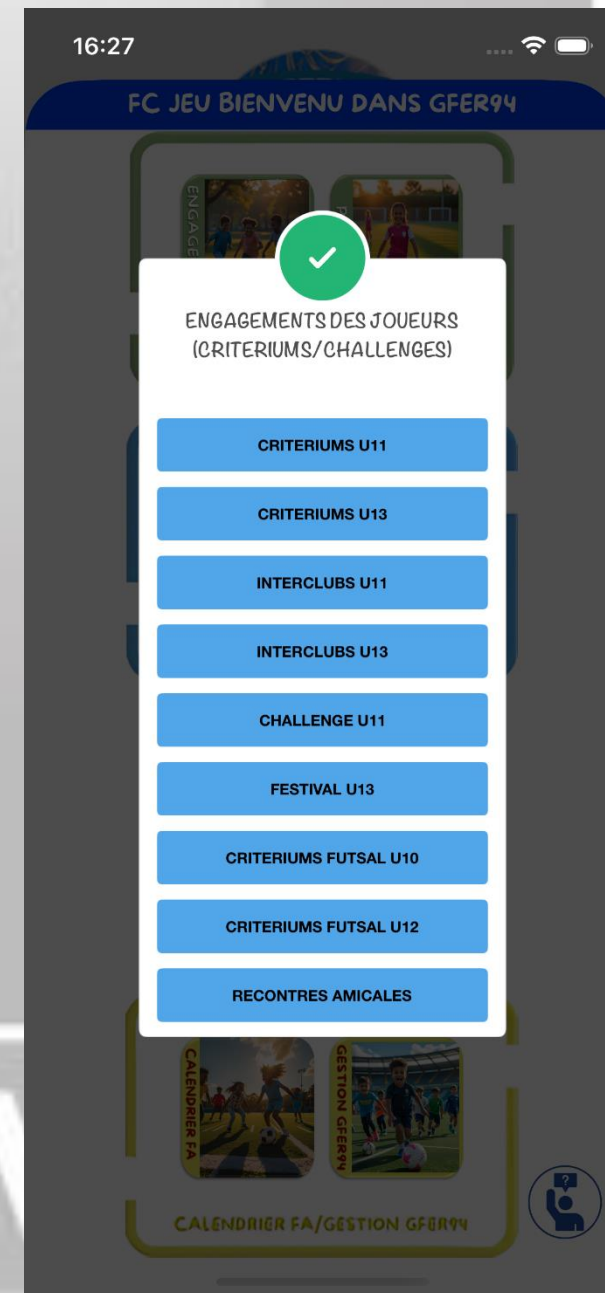 16:27
FC JEU BIENVENU DANS GFER94
ENGAGE
ENGAGEMENTS DES JOUEURS
(CRITERIUMS/CHALLENGES)
CRITERIUMS U11
CRITERIUMS U13
INTERCLUBS U11
INTERCLUBS U13
CHALLENGE U11
FESTIVAL U13
CRITERIUMS FUTSAL U10
CRITERIUMS FUTSAL U12
RECONTRES AMICALES
CALENDRIER FA
GESTION GFER94
?
CALENDRIER FA/GESTION GFER94